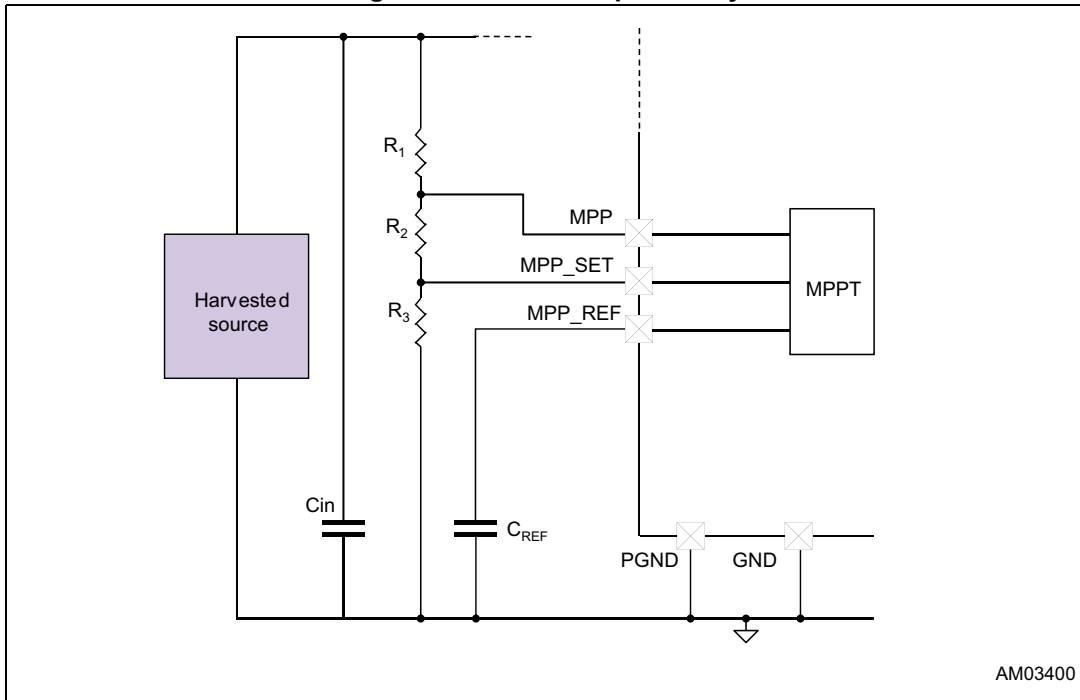 R1
MPP
R2
MPP_SET
MPPT
Harvested
source
R3
MPP_REF
Cin
CREF
PGND
GND
AM03400